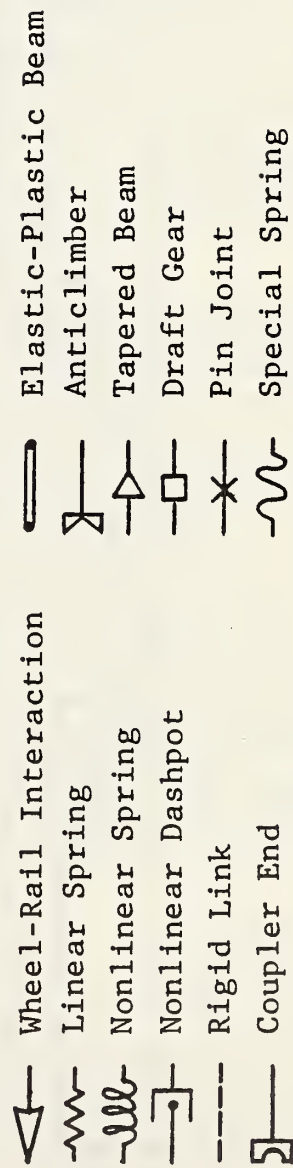 Wheel-Rail Interaction
Linear Spring
Nonlinear Spring
Nonlinear Dashpot
Rigid Link
Coupler End
Elastic-Plastic Beam
Anticlimber
Tapered Beam
Draft Gear
Pin Joint
Special Spring